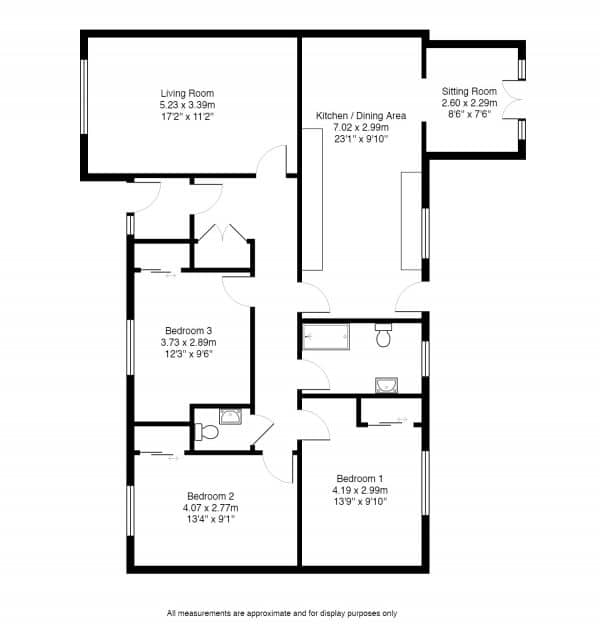 Living Room
5.23 x 3.39m
17'2" x 11'2"
Sitting Room
2.60 x 2.29m
8'6" x 7'6"
Kitchen / Dining Area
7.02 x 2.99m
23'1" x 9'10"
Bedroom 3
3.73 x 2.89m
12'3" x 9'6"
Bedroom 1
4.19 x 2.99m
13'9" x 9'10"
Bedroom 2
4.07 x 2.77m
13'4" x 9'1"
All measurements are approximate and for display purposes only